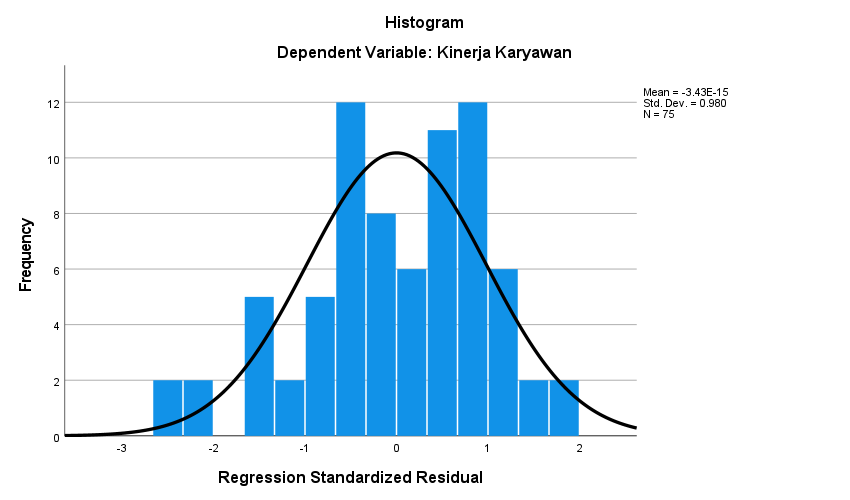 Histogram
Dependent Variable: Kinerja Karyawan
Mean = -3.43E-15
Std. Dev. = 0.980
N = 75
Frequency
12
10
8
6
4
2
0
-3 -2 -1 0 1 2
Regression Standardized Residual